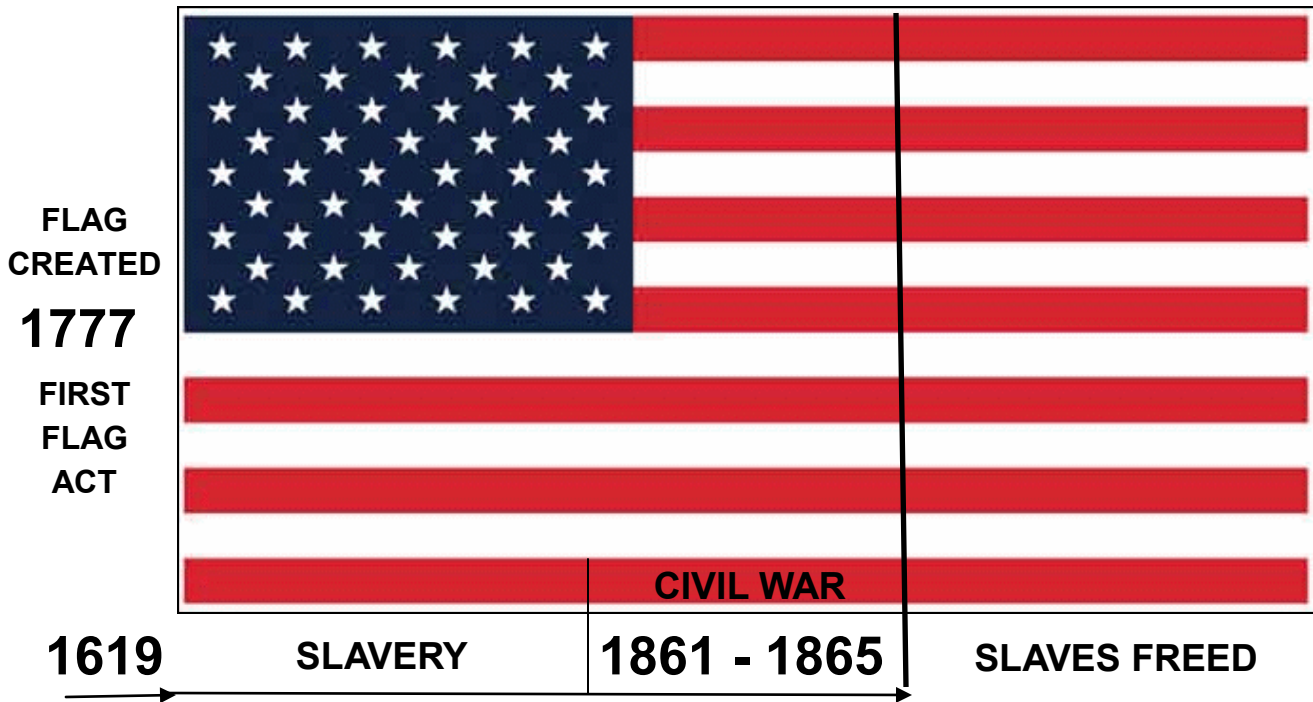 FLAG
CREATED
1777
FIRST
FLAG
ACT
CIVIL WAR
1619 SLAVERY 1861 - 1865 SLAVES FREED